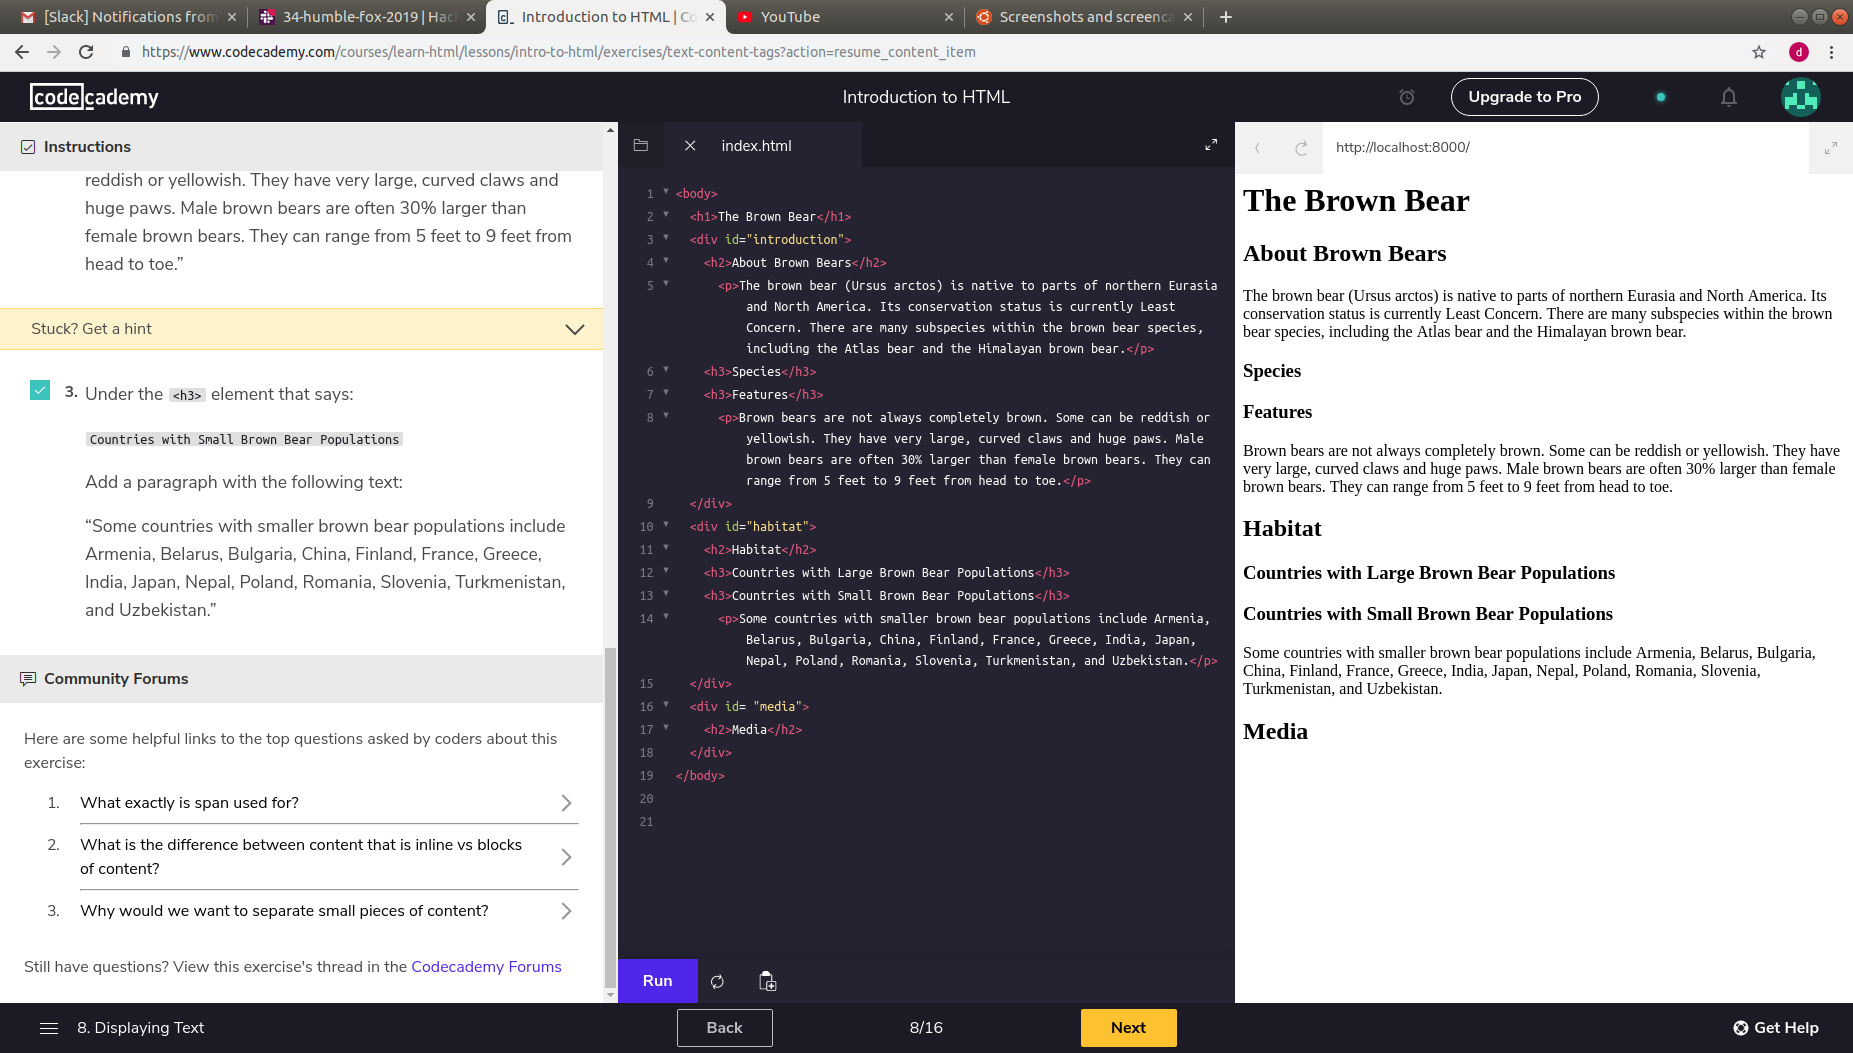 [Slack] Notifications from
34-humble-fox-2019 | Hac
Introduction to HTML | Co
YouTube
Screenshots and screenca
https://www.codecademy.com/courses/learn-html/lessons/intro-to-html/exercises/text-content-tags?action=resume_content_item
d
codecademy
Introduction to HTML
Upgrade to Pro
Instructions
reddish or yellowish. They have very large, curved claws and
huge paws. Male brown bears are often 30% larger than
female brown bears. They can range from 5 feet to 9 feet from
head to toe.”
Stuck? Get a hint
3. Under the <h3> element that says:
Countries with Small Brown Bear Populations
Add a paragraph with the following text:
“Some countries with smaller brown bear populations include
Armenia, Belarus, Bulgaria, China, Finland, France, Greece,
India, Japan, Nepal, Poland, Romania, Slovenia, Turkmenistan,
and Uzbekistan.”
Community Forums
Here are some helpful links to the top questions asked by coders about this
exercise:
1. What exactly is span used for?
2. What is the difference between content that is inline vs blocks
of content?
3. Why would we want to separate small pieces of content?
Still have questions? View this exercise's thread in the Codecademy Forums
index.html
1 <body>
2 <h1>The Brown Bear</h1>
3 <div id="introduction">
4 <h2>About Brown Bears</h2>
5 <p>The brown bear (Ursus arctos) is native to parts of northern Eurasia
and North America. Its conservation status is currently Least
Concern. There are many subspecies within the brown bear species,
including the Atlas bear and the Himalayan brown bear.</p>
6 <h3>Species</h3>
7 <h3>Features</h3>
8 <p>Brown bears are not always completely brown. Some can be reddish or
yellowish. They have very large, curved claws and huge paws. Male
brown bears are often 30% larger than female brown bears. They can
range from 5 feet to 9 feet from head to toe.</p>
9 </div>
10 <div id="habitat">
11 <h2>Habitat</h2>
12 <h3>Countries with Large Brown Bear Populations</h3>
13 <h3>Countries with Small Brown Bear Populations</h3>
14 <p>Some countries with smaller brown bear populations include Armenia,
Belarus, Bulgaria, China, Finland, France, Greece, India, Japan,
Nepal, Poland, Romania, Slovenia, Turkmenistan, and Uzbekistan.</p>
15 </div>
16 <div id= "media">
17 <h2>Media</h2>
18 </div>
19 </body>
20
21
Run
http://localhost:8000/
The Brown Bear
About Brown Bears
The brown bear (Ursus arctos) is native to parts of northern Eurasia and North America. Its
conservation status is currently Least Concern. There are many subspecies within the brown
bear species, including the Atlas bear and the Himalayan brown bear.
Species
Features
Brown bears are not always completely brown. Some can be reddish or yellowish. They have
very large, curved claws and huge paws. Male brown bears are often 30% larger than female
brown bears. They can range from 5 feet to 9 feet from head to toe.
Habitat
Countries with Large Brown Bear Populations
Countries with Small Brown Bear Populations
Some countries with smaller brown bear populations include Armenia, Belarus, Bulgaria,
China, Finland, France, Greece, India, Japan, Nepal, Poland, Romania, Slovenia,
Turkmenistan, and Uzbekistan.
Media
8. Displaying Text
Back
8/16
Next
Get Help